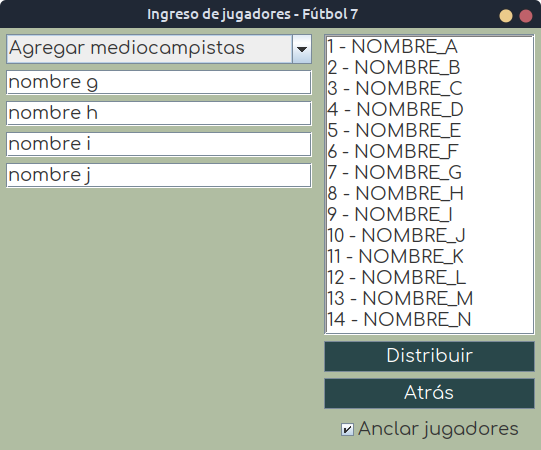 Ingreso de jugadores - Fútbol 7
Agregar mediocampistas
nombre g
nombre h
nombre i
nombre j
1 - NOMBRE_A
2 - NOMBRE_B
3 - NOMBRE_C
4 - NOMBRE_D
5 - NOMBRE_E
6 - NOMBRE_F
7 - NOMBRE_G
8 - NOMBRE_H
9 - NOMBRE_I
10 - NOMBRE_J
11 - NOMBRE_K
12 - NOMBRE_L
13 - NOMBRE_M
14 - NOMBRE_N
Distribuir
Atrás
Anclar jugadores